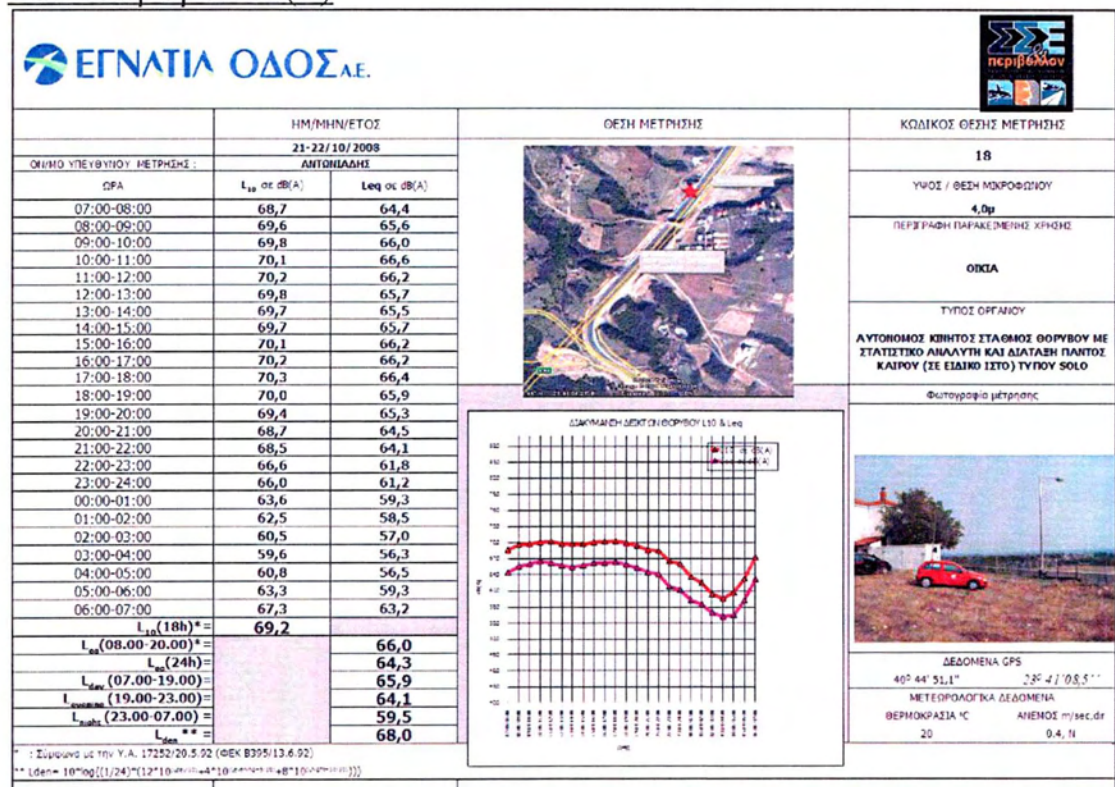 ΕΓΝΑΤΙΑ ΟΔΟΣ Α.Ε.
ΣΣΕ
&
περιβάλλον
ΗΜ/ΜΗΝ/ΕΤΟΣ
ΘΕΣΗ ΜΕΤΡΗΣΗΣ
ΚΩΔΙΚΟΣ ΘΕΣΗΣ ΜΕΤΡΗΣΗΣ
21-22/10/2008
18
ΟΝ/ΜΟ ΥΠΕΥΘΥΝΟΥ ΜΕΤΡΗΣΗΣ :
ΑΝΤΩΝΙΑΔΗΣ
ΩΡΑ
L10 σε dB(A)
Leq σε dB(A)
ΥΨΟΣ / ΘΕΣΗ ΜΙΚΡΟΦΩΝΟΥ
4,0μ
ΠΕΡΙΓΡΑΦΗ ΠΑΡΑΚΕΙΜΕΝΗΣ ΧΡΗΣΗΣ
ΟΙΚΙΑ
ΤΥΠΟΣ ΟΡΓΑΝΟΥ
ΑΥΤΟΝΟΜΟΣ ΚΙΝΗΤΟΣ ΣΤΑΘΜΟΣ ΘΟΡΥΒΟΥ ΜΕ
ΣΤΑΤΙΣΤΙΚΟ ΑΝΑΛΥΤΗ ΚΑΙ ΔΙΑΤΑΞΗ ΠΑΝΤΟΣ
ΚΑΙΡΟΥ (ΣΕ ΕΙΔΙΚΟ ΙΣΤΟ) ΤΥΠΟΥ SOLO
Φωτογραφία μέτρησης
07:00-08:00 68,7 64,4
08:00-09:00 69,6 65,6
09:00-10:00 69,8 66,0
10:00-11:00 70,1 66,6
11:00-12:00 70,2 66,2
12:00-13:00 69,8 65,7
13:00-14:00 69,7 65,5
14:00-15:00 69,7 65,7
15:00-16:00 70,1 66,2
16:00-17:00 70,2 66,2
17:00-18:00 70,3 66,4
18:00-19:00 70,0 65,9
19:00-20:00 69,4 65,3
20:00-21:00 68,7 64,5
21:00-22:00 68,5 64,1
22:00-23:00 66,6 61,8
23:00-24:00 66,0 61,2
00:00-01:00 63,6 59,3
01:00-02:00 62,5 58,5
02:00-03:00 60,5 57,0
03:00-04:00 59,6 56,3
04:00-05:00 60,8 56,5
05:00-06:00 63,3 59,3
06:00-07:00 67,3 63,2
L10(18h)* = 69,2
Leq(08.00-20.00)* = 66,0
Leq(24h)= 64,3
Lday (07.00-19.00)= 65,9
Levening (19.00-23.00)= 64,1
Lnight (23.00-07.00) = 59,5
Lden ** = 68,0
ΔΙΑΚΥΜΑΝΣΗ ΔΕΙΚΤΩΝ ΘΟΡΥΒΟΥ L10 & Leq
ΔΕΔΟΜΕΝΑ GPS
40º 44' 51,1" 23º 41'08,5"
ΜΕΤΕΩΡΟΛΟΓΙΚΑ ΔΕΔΟΜΕΝΑ
ΘΕΡΜΟΚΡΑΣΙΑ °C ΑΝΕΜΟΣ m/sec,dr
20 0.4, N
* : Σύμφωνα με την Υ.Α. 17252/20.5.92 (ΦΕΚ Β395/13.6.92)
** Lden= 10*log[(1/24)*(12*10